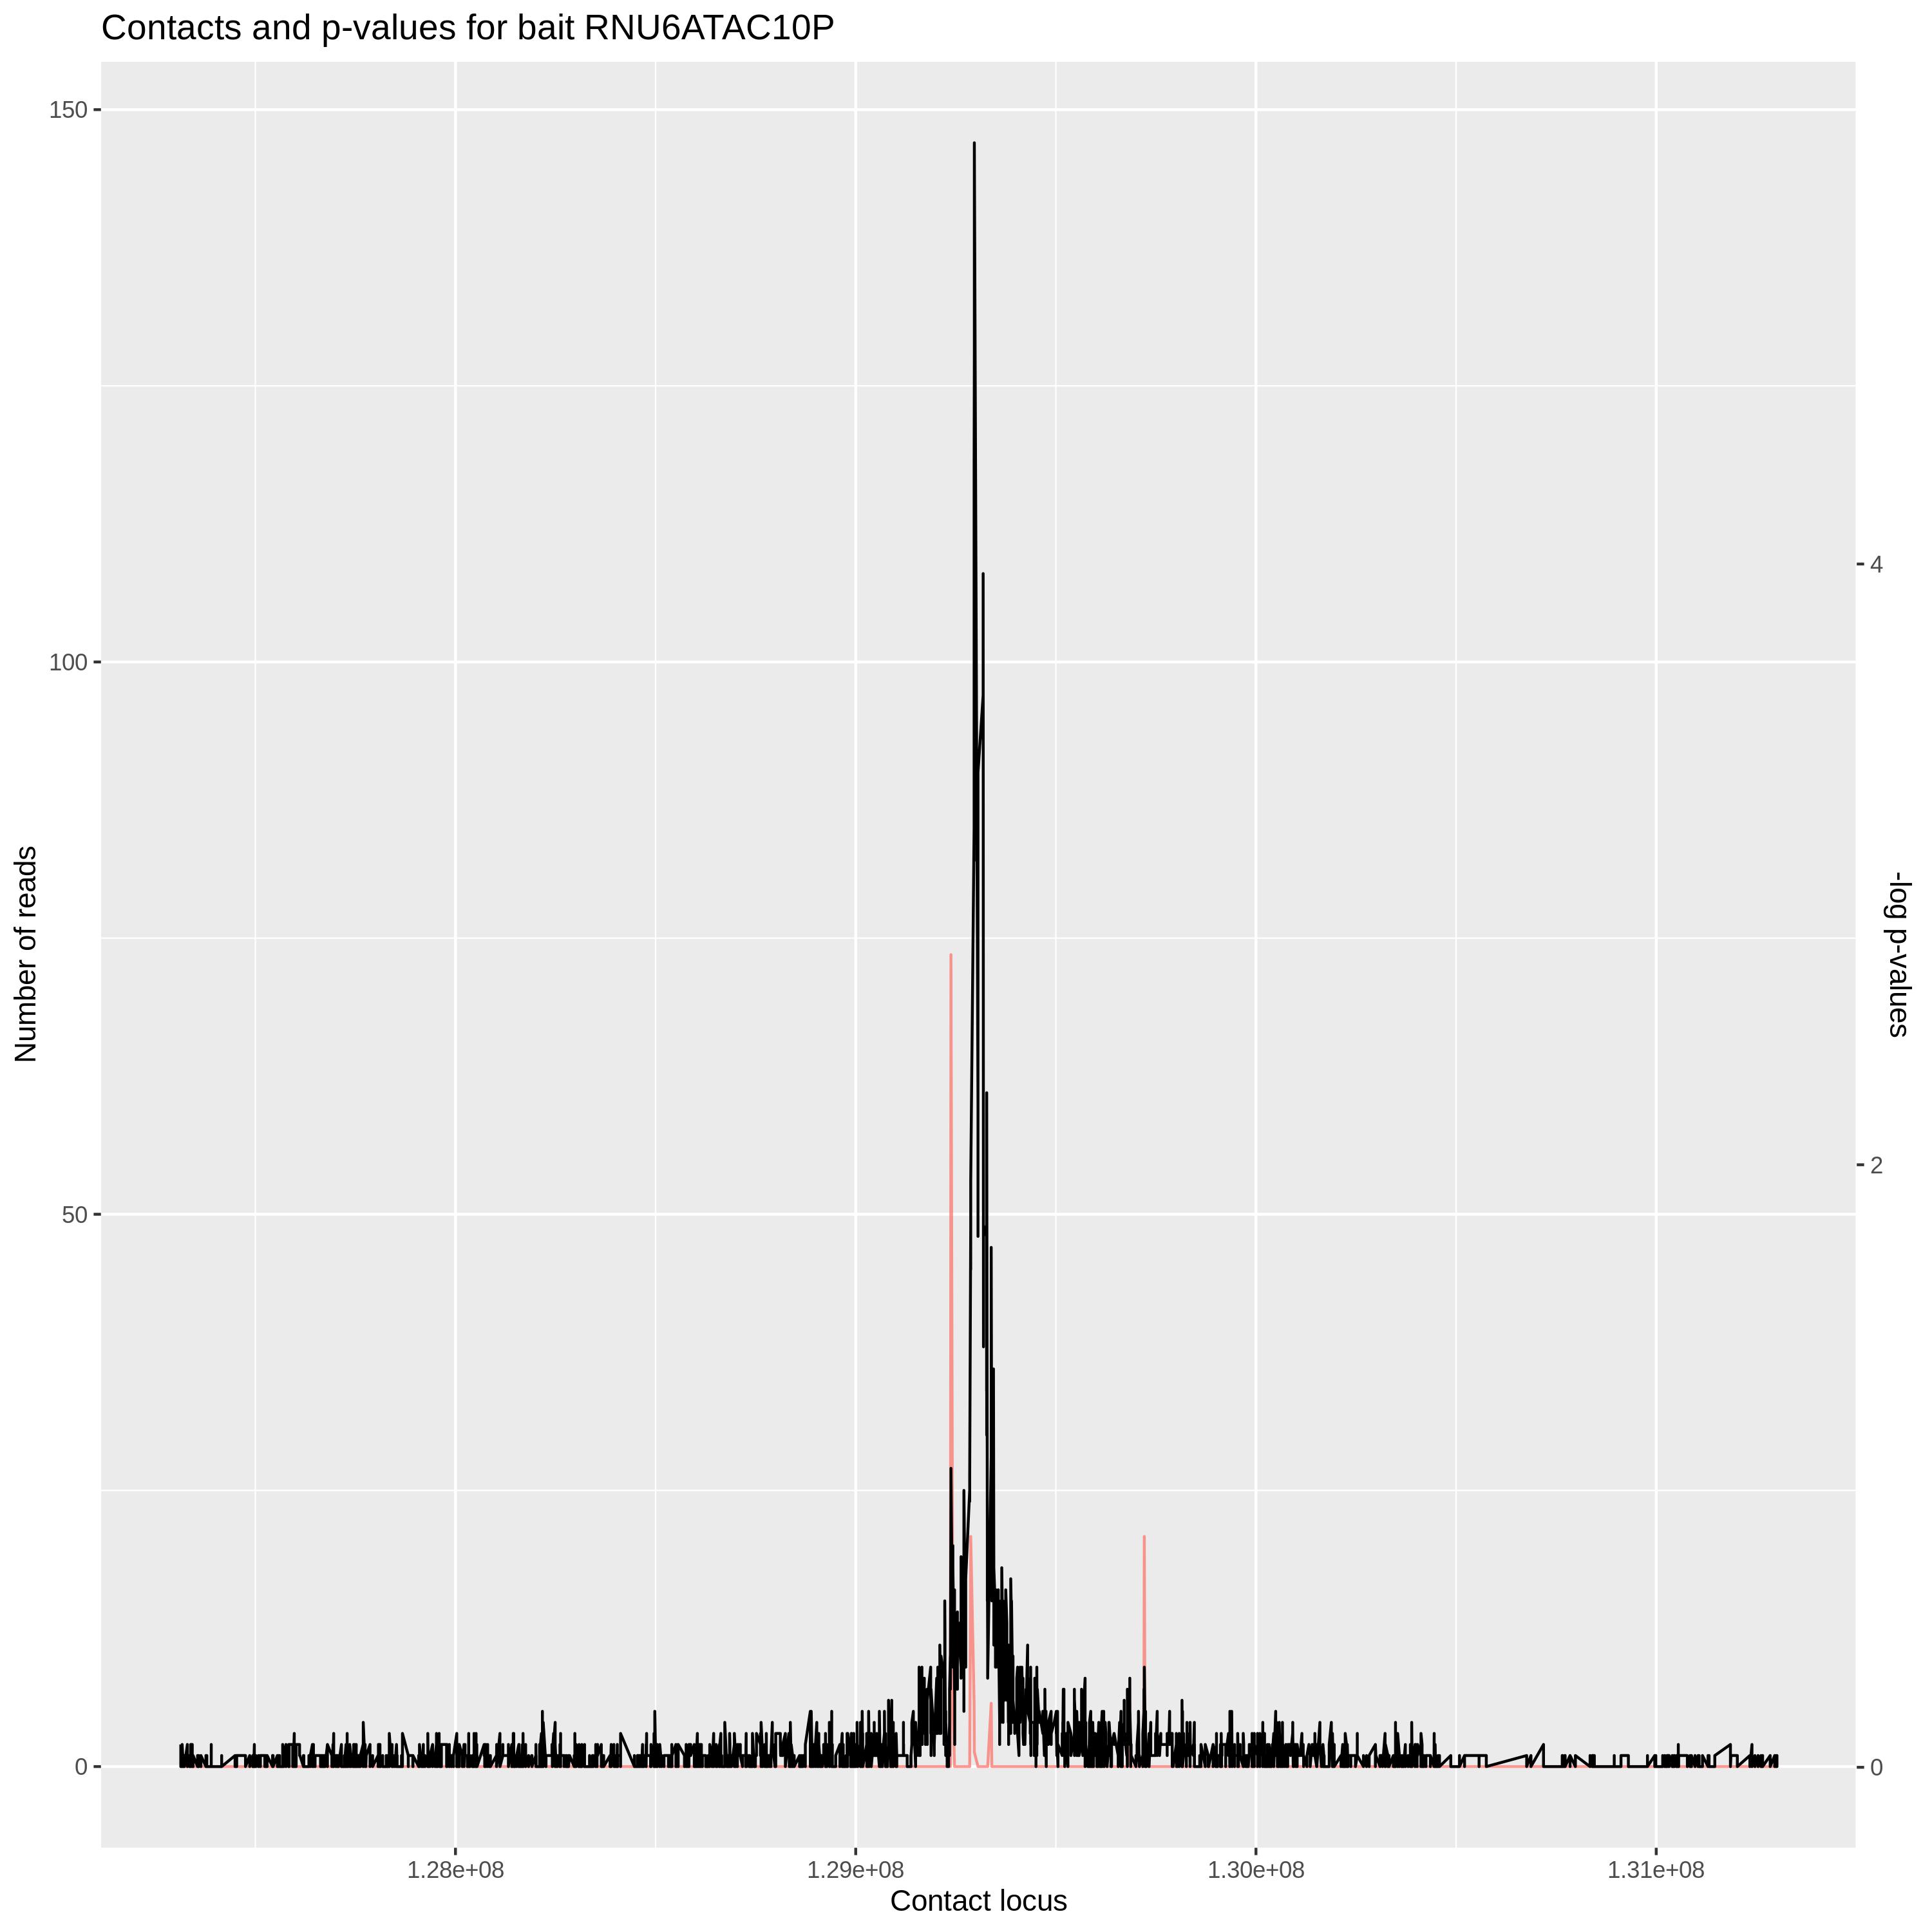 Contacts and p-values for bait RNU6ATAC10P
150
100
50
0
Number of reads
4
2
0
-log p-values
1.28e+08
1.29e+08
1.30e+08
1.31e+08
Contact locus